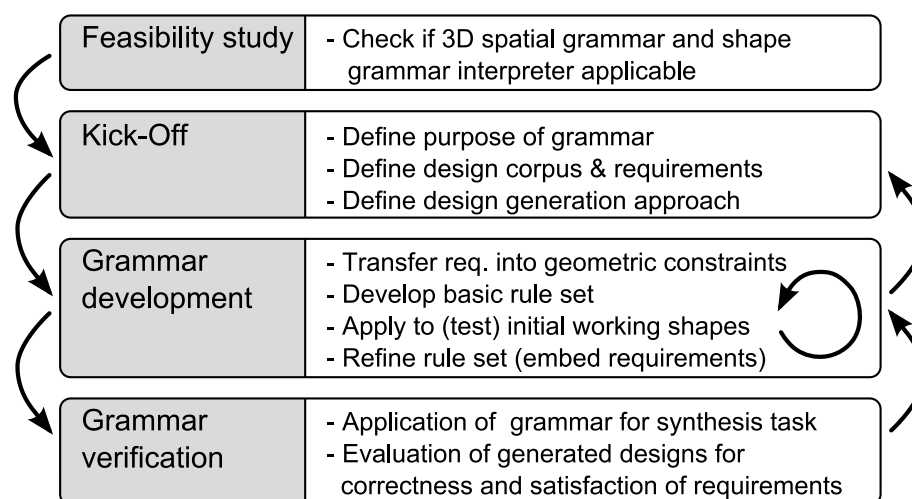 Feasibility study
- Check if 3D spatial grammar and shape
grammar interpreter applicable
Kick-Off
- Define purpose of grammar
- Define design corpus & requirements
- Define design generation approach
Grammar
development
- Transfer req. into geometric constraints
- Develop basic rule set
- Apply to (test) initial working shapes
- Refine rule set (embed requirements)
Grammar
verification
- Application of grammar for synthesis task
- Evaluation of generated designs for
correctness and satisfaction of requirements